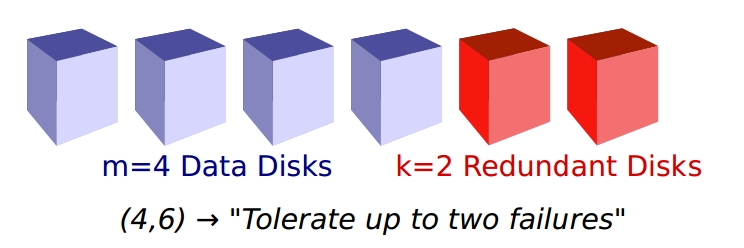 m=4 Data Disks k=2 Redundant Disks
(4,6) → "Tolerate up to two failures"